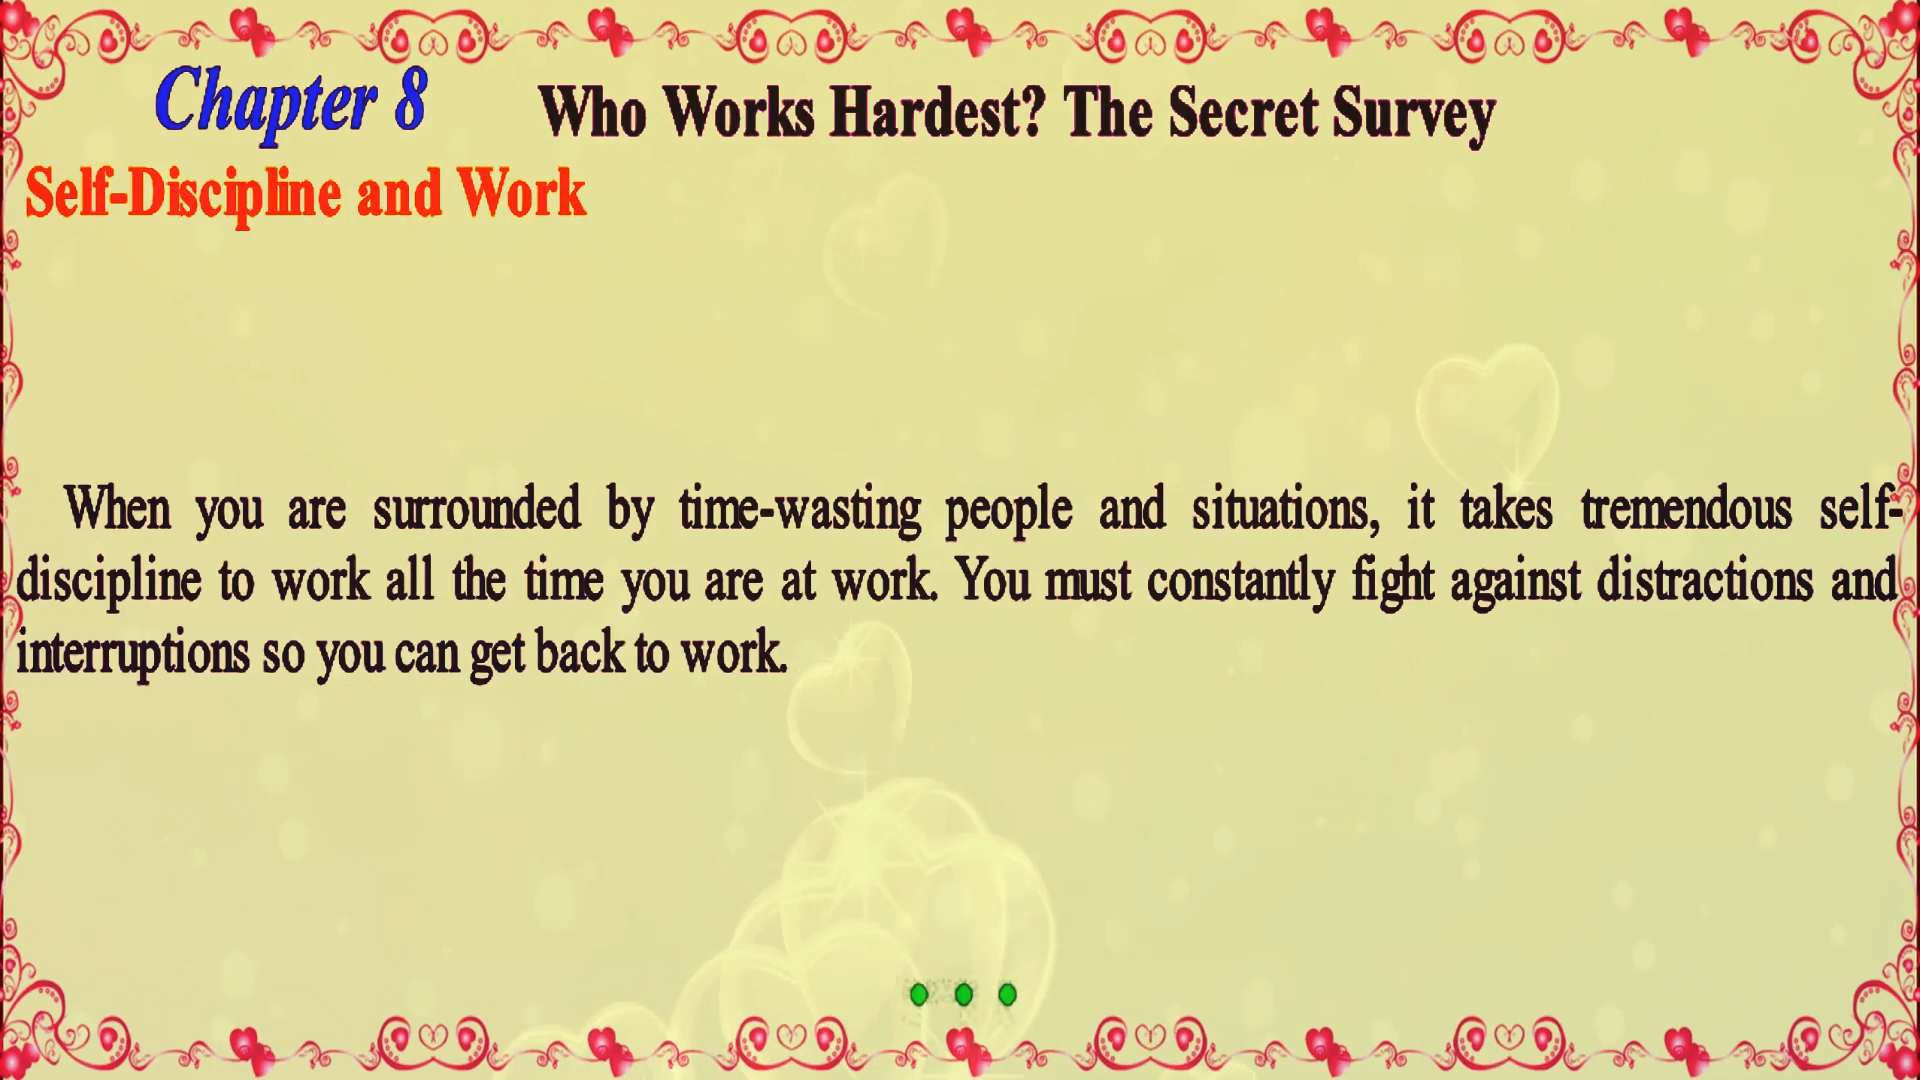 Chapter 8
Who Works Hardest? The Secret Survey
Self-Discipline and Work
When you are surrounded by time-wasting people and situations, it takes tremendous self-
discipline to work all the time you are at work. You must constantly fight against distractions and
interruptions so you can get back to work.